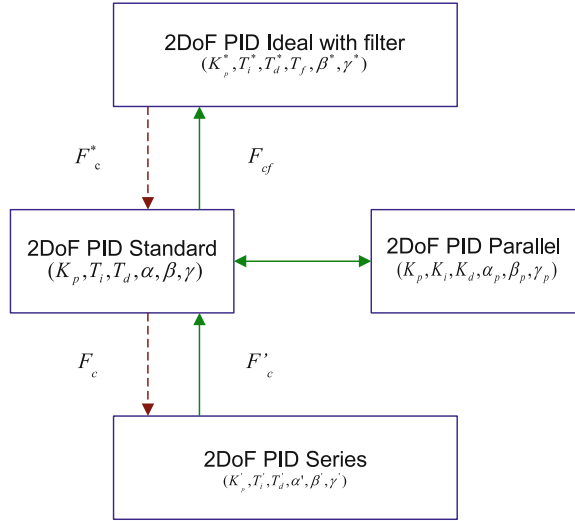 2DoF PID Ideal with filter
(K*p, T*i, T*d, Tf, β*, γ*)
F*c
Fcf
2DoF PID Standard
(Kp, Ti, Td, α, β, γ)
2DoF PID Parallel
(Kp, Ki, Kd, αp, βp, γp)
Fc
F'c
2DoF PID Series
(K'p, T'i, T'd, α', β', γ')